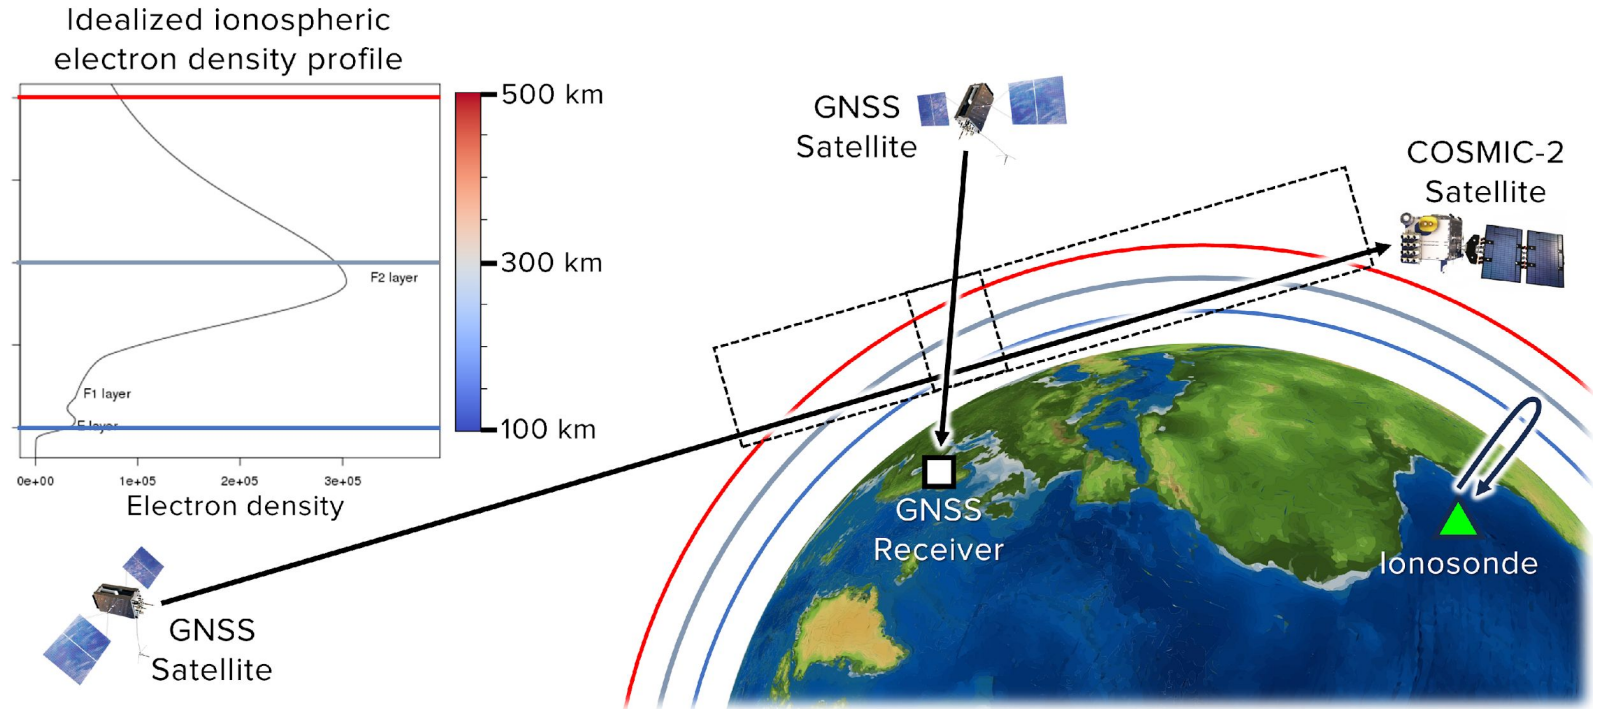 Idealized ionospheric
electron density profile
500 km
300 km
100 km
F2 layer
F1 layer
E layer
0e+00
1e+05
2e+05
3e+05
Electron density
GNSS
Satellite
GNSS
Satellite
COSMIC-2
Satellite
GNSS
Receiver
Ionosonde